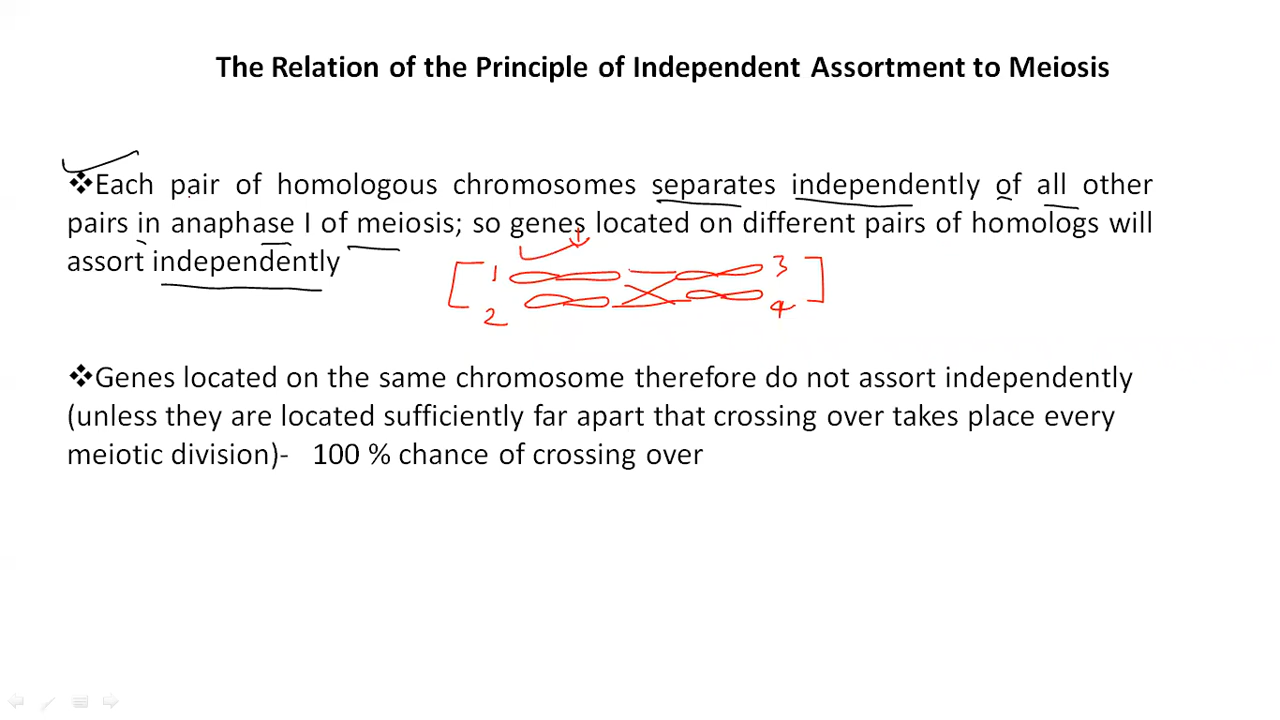 The Relation of the Principle of Independent Assortment to Meiosis
❖Each pair of homologous chromosomes separates independently of all other
pairs in anaphase I of meiosis; so genes located on different pairs of homologs will
assort independently
1 3
2 4
❖Genes located on the same chromosome therefore do not assort independently
(unless they are located sufficiently far apart that crossing over takes place every
meiotic division)- 100 % chance of crossing over